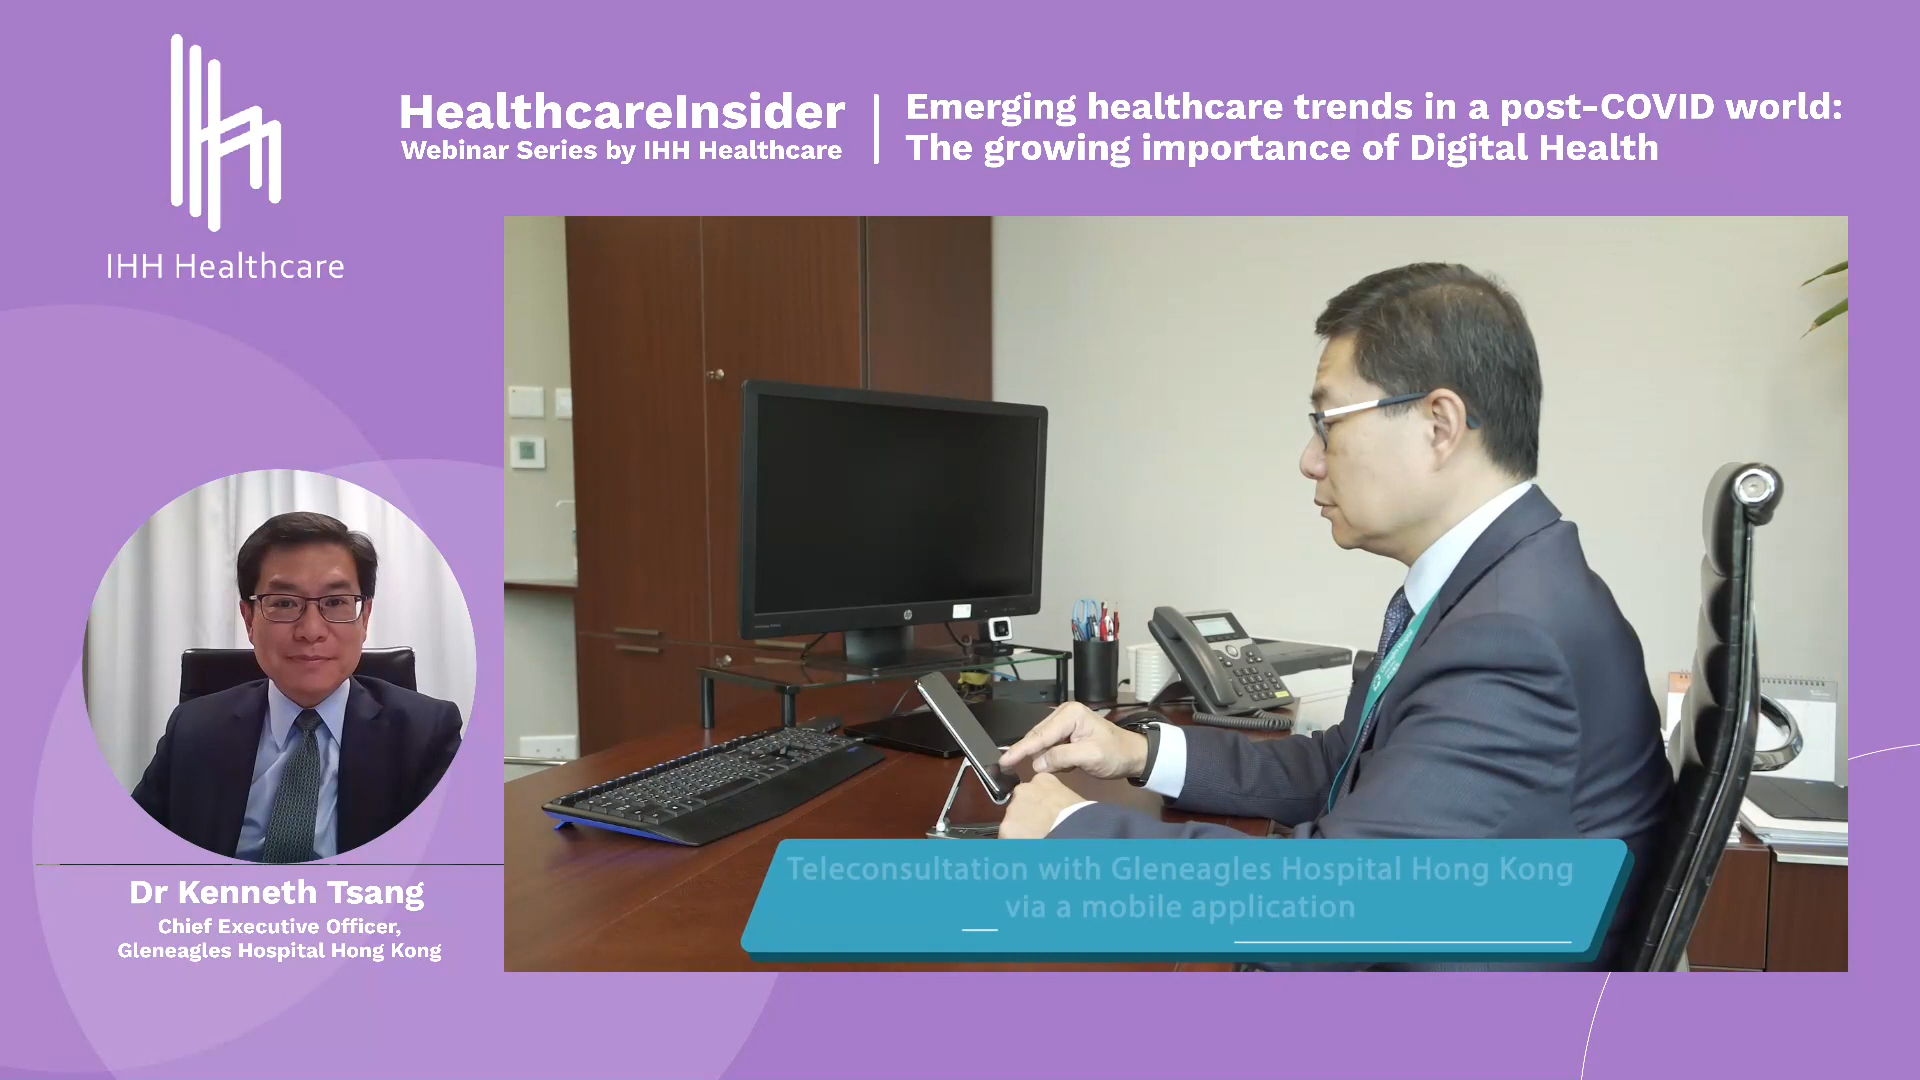 IHH Healthcare
HealthcareInsider
Webinar Series by IHH Healthcare
Emerging healthcare trends in a post-COVID world:
The growing importance of Digital Health
hp
Teleconsultation with Gleneagles Hospital Hong Kong
via a mobile application
Dr Kenneth Tsang
Chief Executive Officer,
Gleneagles Hospital Hong Kong